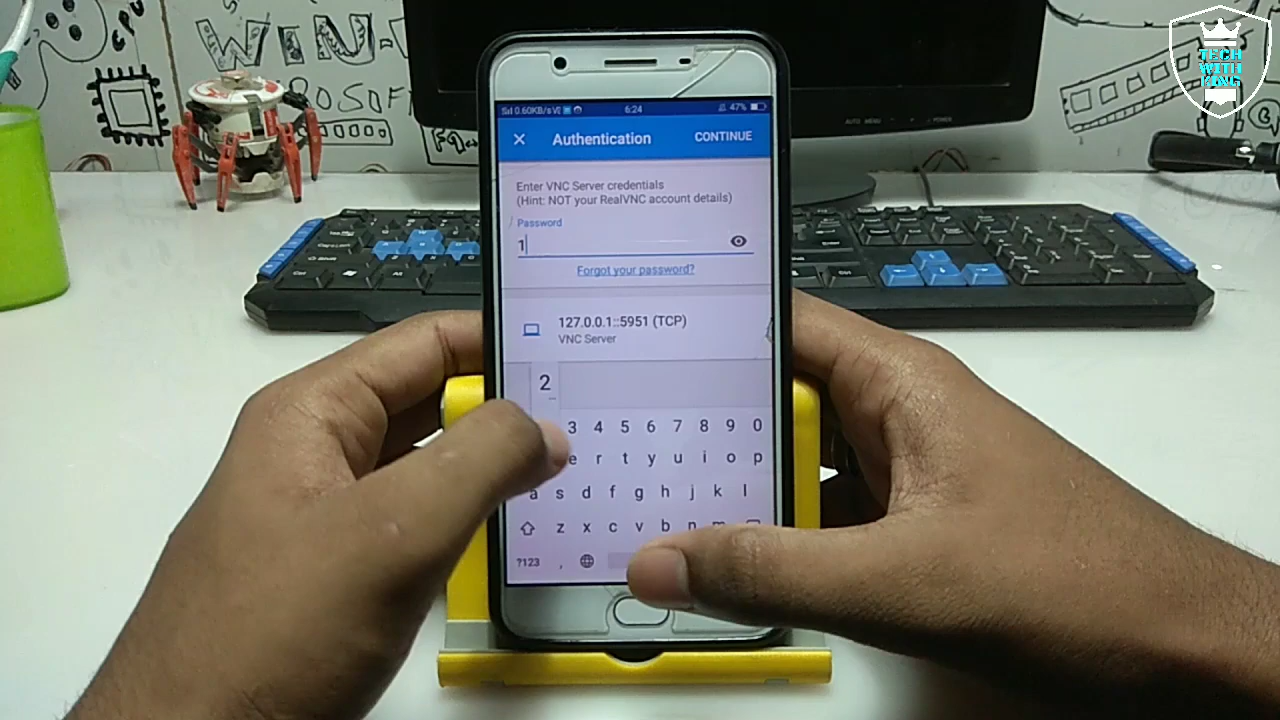 WIN-
ROSOF
TECH
WITH
KING
6:24
47%
× Authentication CONTINUE
Enter VNC Server credentials
(Hint: NOT your RealVNC account details)
Password
1
Forgot your password?
127.0.0.1::5951 (TCP)
VNC Server
2
3 4 5 6 7 8 9 0
e r t y u i o p
a s d f g h j k l
z x c v b n m
?123 ,